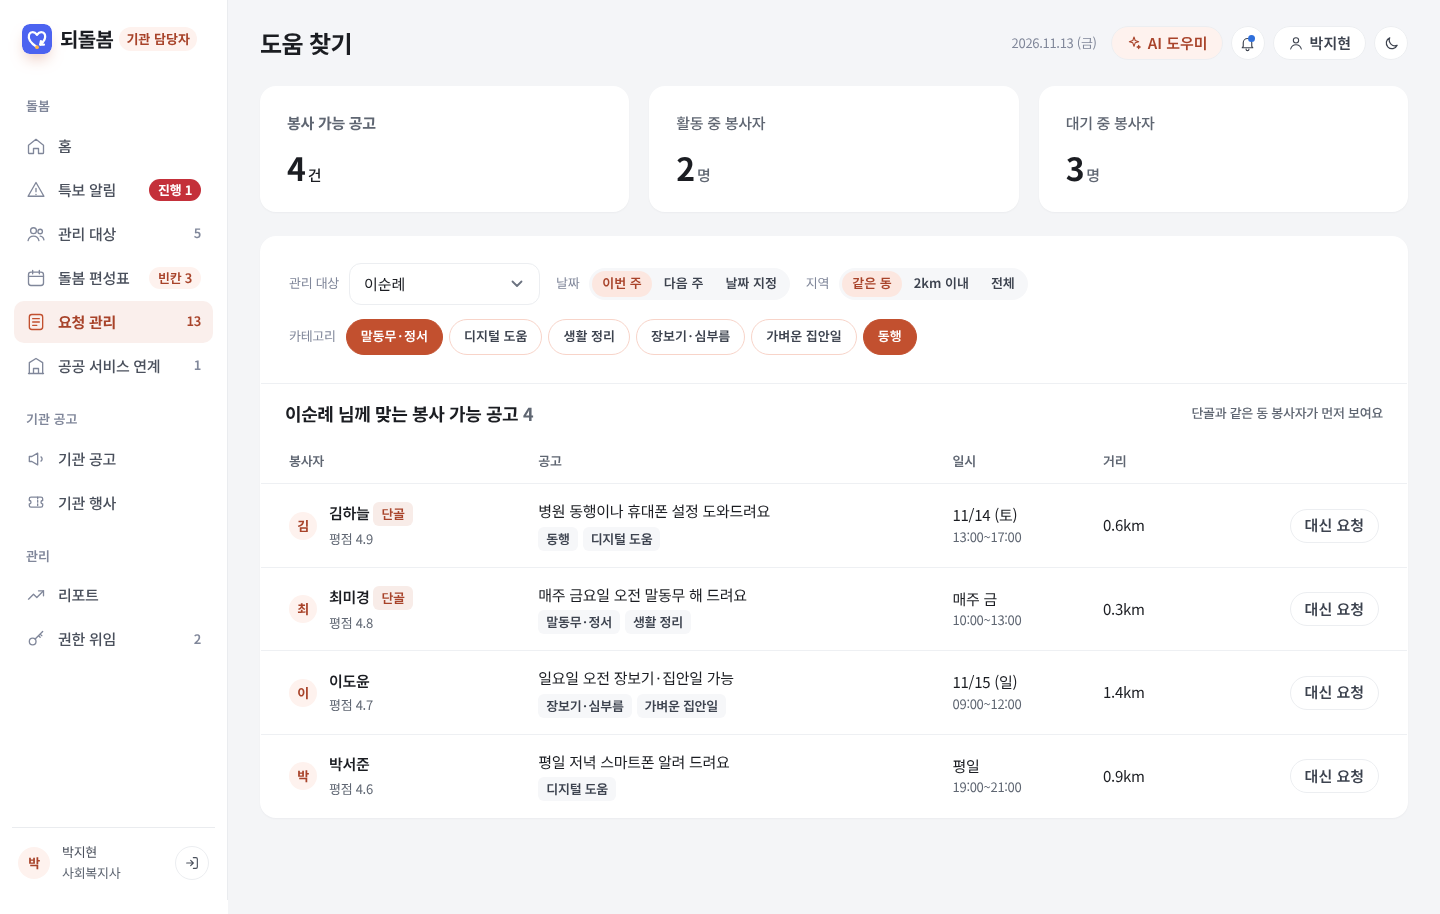 되돌봄 기관 담당자
돌봄
홈
특보 알림 진행 1
관리 대상 5
돌봄 편성표 빈칸 3
요청 관리 13
공공 서비스 연계 1
기관 공고
기관 공고
기관 행사
관리
리포트
권한 위임 2
박 박지현
사회복지사
도움 찾기
2026.11.13 (금) AI 도우미 박지현
봉사 가능 공고
4건
활동 중 봉사자
2명
대기 중 봉사자
3명
관리 대상 이순례 날짜 이번 주 다음 주 날짜 지정 지역 같은 동 2km 이내 전체
카테고리 말동무·정서 디지털 도움 생활 정리 장보기·심부름 가벼운 집안일 동행
이순례 님께 맞는 봉사 가능 공고 4 단골과 같은 동 봉사자가 먼저 보여요
봉사자 공고 일시 거리
김 김하늘 단골 평점 4.9 병원 동행이나 휴대폰 설정 도와드려요 동행 디지털 도움 11/14 (토) 13:00~17:00 0.6km 대신 요청
최 최미경 단골 평점 4.8 매주 금요일 오전 말동무 해 드려요 말동무·정서 생활 정리 매주 금 10:00~13:00 0.3km 대신 요청
이 이도윤 평점 4.7 일요일 오전 장보기·집안일 가능 장보기·심부름 가벼운 집안일 11/15 (일) 09:00~12:00 1.4km 대신 요청
박 박서준 평점 4.6 평일 저녁 스마트폰 알려 드려요 디지털 도움 평일 19:00~21:00 0.9km 대신 요청